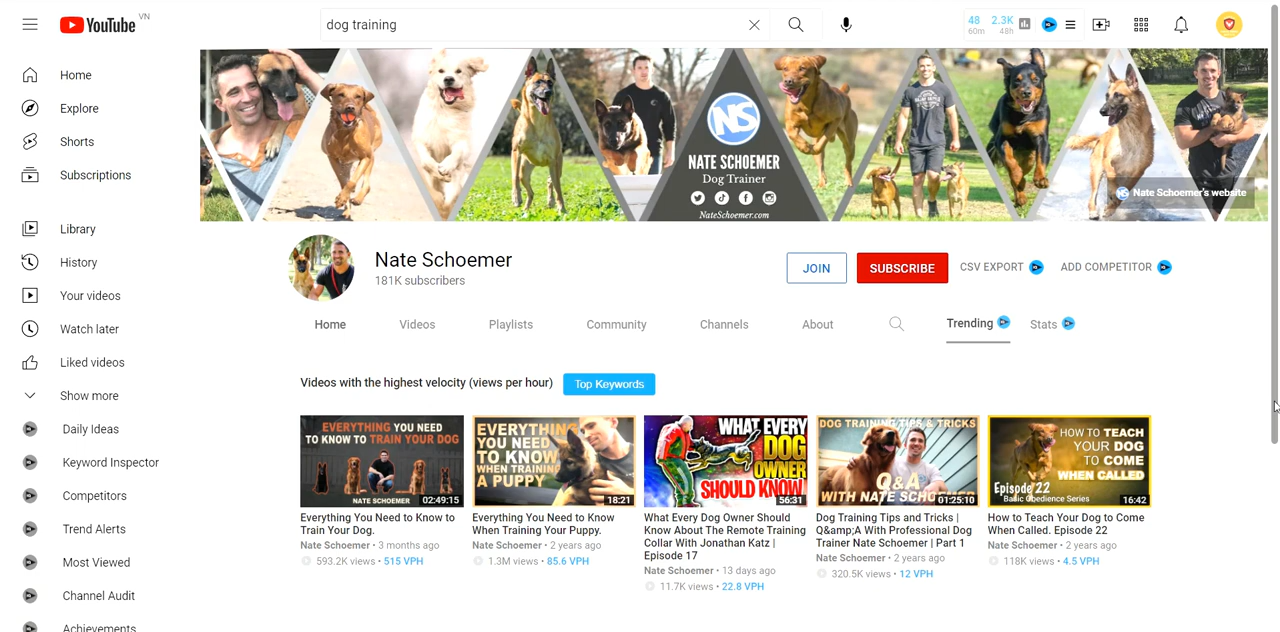 YouTube VN
dog training
48 2.3K
60m 48h
Home
Explore
Shorts
Subscriptions
Library
History
Your videos
Watch later
Liked videos
Show more
Daily Ideas
Keyword Inspector
Competitors
Trend Alerts
Most Viewed
Channel Audit
Achievements
NS
NATE SCHOEMER
Dog Trainer
NateSchoemer.com
NS Nate Schoemer's website
Nate Schoemer
181K subscribers
JOIN SUBSCRIBE CSV EXPORT ADD COMPETITOR
Home Videos Playlists Community Channels About Trending Stats
Videos with the highest velocity (views per hour) Top Keywords
EVERYTHING YOU NEED
TO KNOW TO TRAIN YOUR DOG
NATE SCHOEMER
02:49:15
Everything You Need to Know to
Train Your Dog.
Nate Schoemer • 3 months ago
593.2K views • 515 VPH
EVERYTHING
YOU NEED
TO KNOW
WHEN TRAINING
A PUPPY
18:21
Everything You Need to Know
When Training Your Puppy.
Nate Schoemer • 2 years ago
1.3M views • 85.6 VPH
WHAT EVERY
DOG
OWNER
SHOULD KNOW
56:31
What Every Dog Owner Should
Know About The Remote Training
Collar With Jonathan Katz |
Episode 17
Nate Schoemer • 13 days ago
11.7K views • 22.8 VPH
DOG TRAINING TIPS & TRICKS
Q&A
WITH NATE SCHOEMER
01:25:10
Dog Training Tips and Tricks |
Q&amp;A With Professional Dog
Trainer Nate Schoemer | Part 1
Nate Schoemer • 2 years ago
320.5K views • 12 VPH
HOW TO TEACH
YOUR DOG
TO COME
WHEN CALLED
Episode 22
Basic Obedience Series
16:42
How to Teach Your Dog to Come
When Called. Episode 22
Nate Schoemer • 2 years ago
118K views • 4.5 VPH